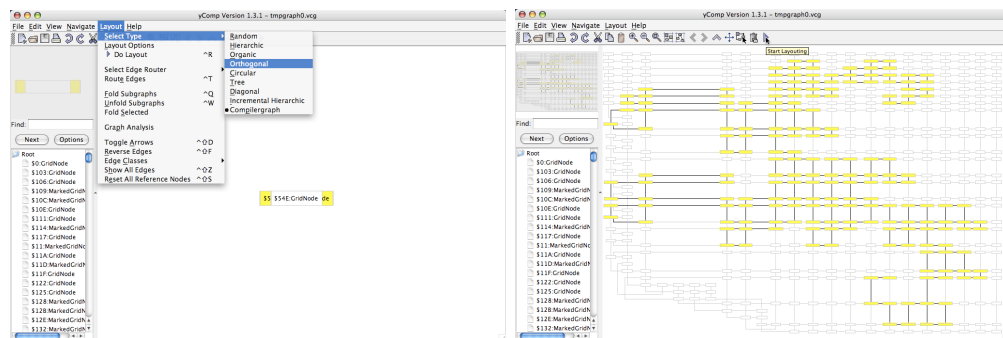 yComp Version 1.3.1 – tmpgraph0.vcg
File Edit View Navigate Layout Help
Select Type
Layout Options
Do Layout ^R
Select Edge Router
Route Edges ^T
Fold Subgraphs ^Q
Unfold Subgraphs ^W
Fold Selected
Graph Analysis
Toggle Arrows ^⇧D
Reverse Edges ^⇧F
Edge Classes
Show All Edges ^⇧Z
Reset All Reference Nodes ^⇧S
Random
Hierarchic
Organic
Orthogonal
Circular
Tree
Diagonal
Incremental Hierarchic
Compilergraph
Find:
Next Options
Root
$0:GridNode
$103:GridNode
$106:GridNode
$109:MarkedGridN
$10C:MarkedGridN
$10E:GridNode
$111:GridNode
$114:MarkedGridN
$117:GridNode
$11:MarkedGridNc
$11A:GridNode
$11D:MarkedGridN
$11F:GridNode
$122:GridNode
$125:GridNode
$128:MarkedGridN
$128:MarkedGridN
$12E:MarkedGridN
$132:MarkedGridN
$5 $54E:GridNode de
yComp Version 1.3.1 – tmpgraph0.vcg
File Edit View Navigate Layout Help
Start Layouting
Find:
Next Options
Root
$0:GridNode
$103:GridNode
$106:GridNode
$109:MarkedGridN
$10C:MarkedGridN
$10E:GridNode
$111:GridNode
$114:MarkedGridN
$117:GridNode
$11:MarkedGridNc
$11A:GridNode
$11D:MarkedGridN
$11F:GridNode
$122:GridNode
$125:GridNode
$128:MarkedGridN
$128:MarkedGridN
$12E:MarkedGridN
$132:MarkedGridN